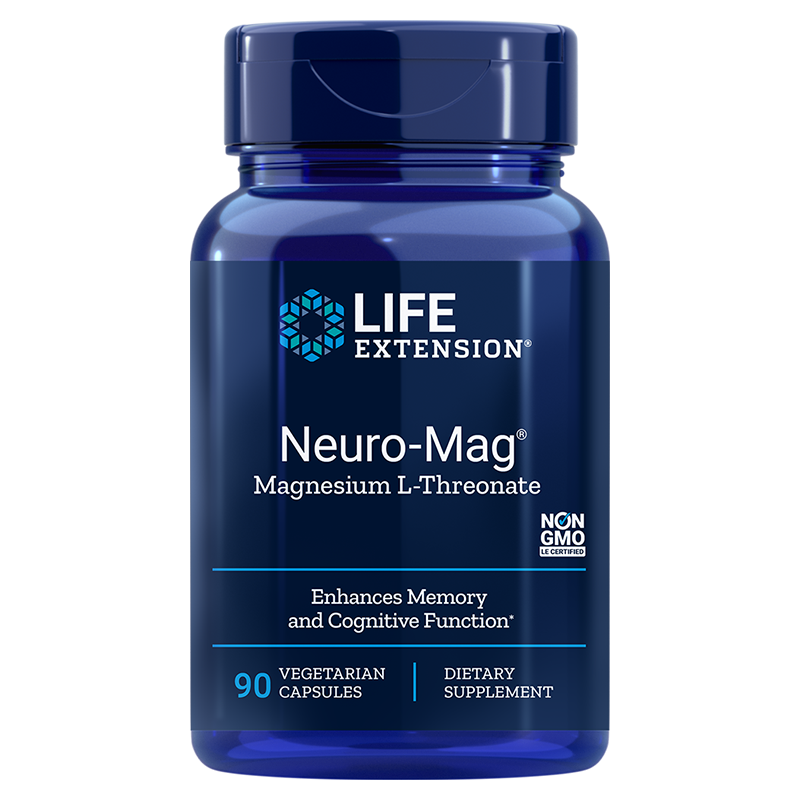 LIFE
EXTENSION®
Neuro-Mag®
Magnesium L-Threonate
NON
GMO
LE CERTIFIED
Enhances Memory
and Cognitive Function*
90 VEGETARIAN CAPSULES
DIETARY SUPPLEMENT